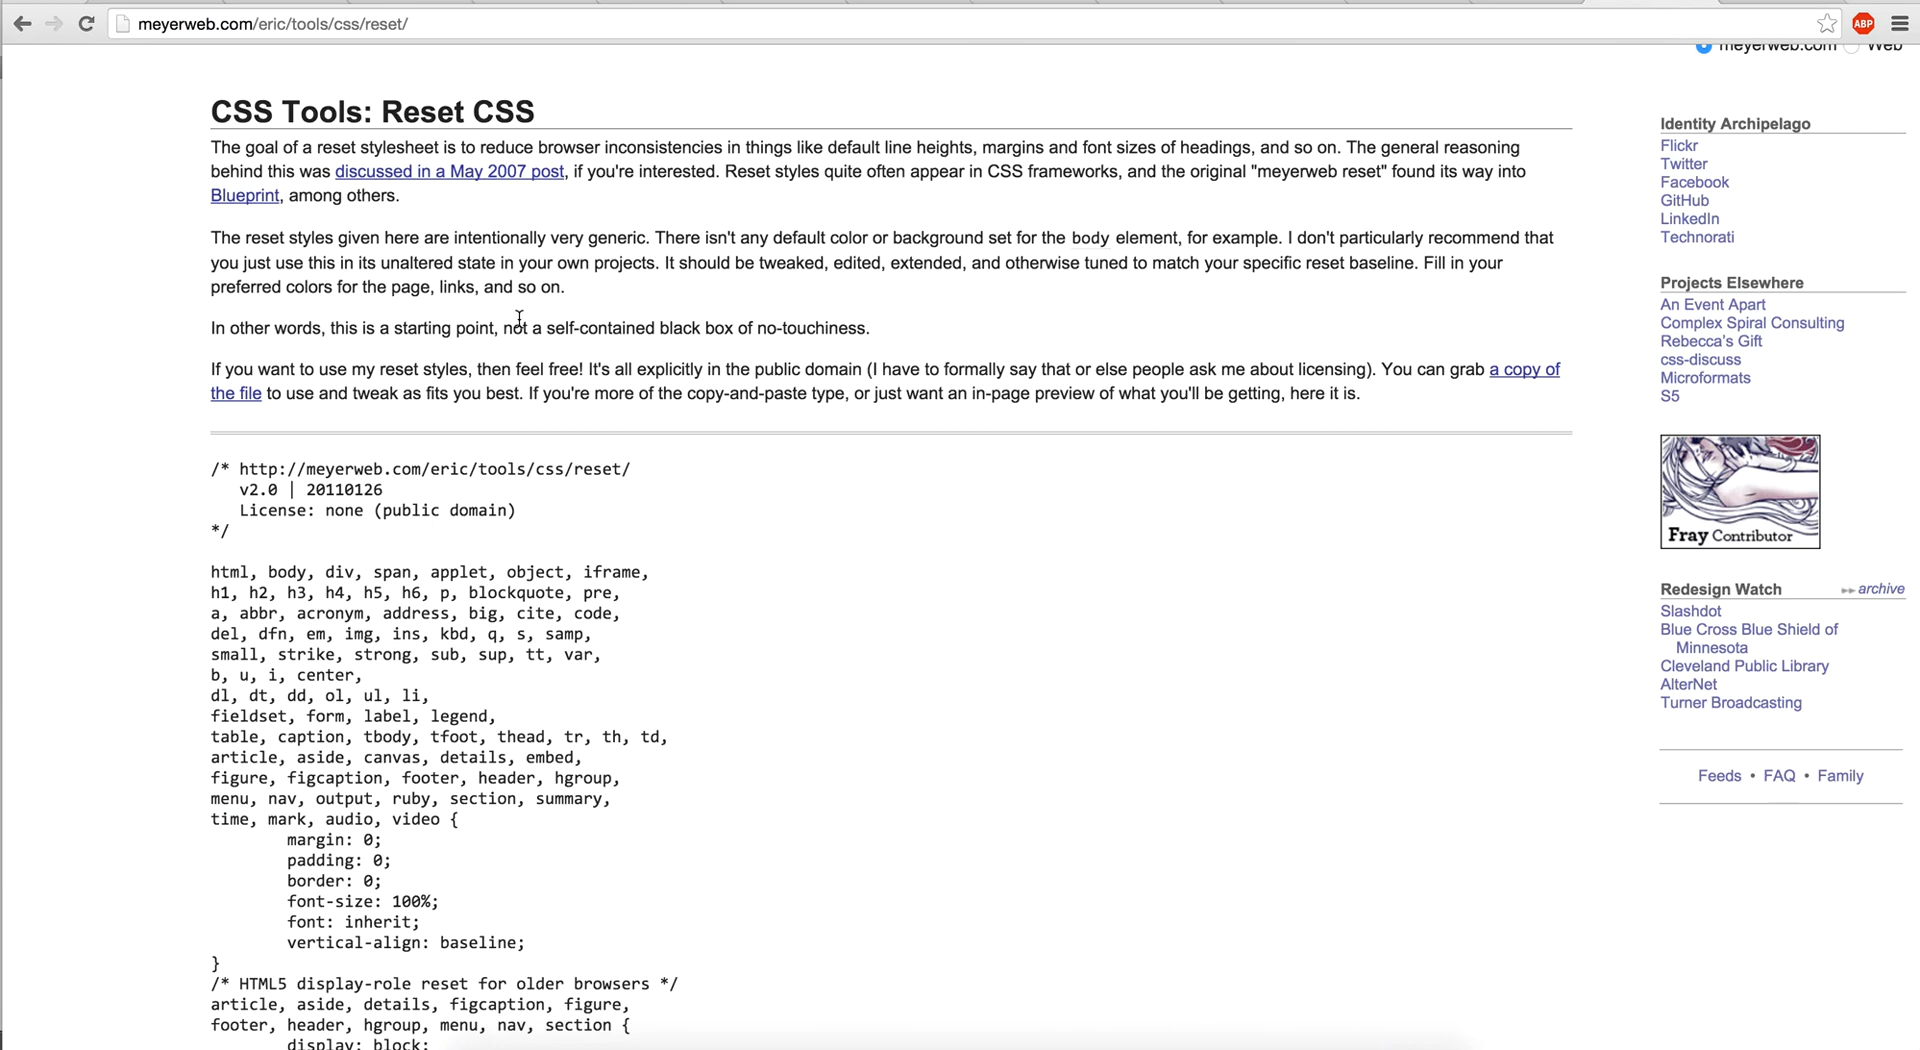 meyerweb.com/eric/tools/css/reset/
ABP
meyerweb.com Web
CSS Tools: Reset CSS
The goal of a reset stylesheet is to reduce browser inconsistencies in things like default line heights, margins and font sizes of headings, and so on. The general reasoning
behind this was discussed in a May 2007 post, if you're interested. Reset styles quite often appear in CSS frameworks, and the original "meyerweb reset" found its way into
Blueprint, among others.
The reset styles given here are intentionally very generic. There isn't any default color or background set for the body element, for example. I don't particularly recommend that
you just use this in its unaltered state in your own projects. It should be tweaked, edited, extended, and otherwise tuned to match your specific reset baseline. Fill in your
preferred colors for the page, links, and so on.
In other words, this is a starting point, not a self-contained black box of no-touchiness.
If you want to use my reset styles, then feel free! It's all explicitly in the public domain (I have to formally say that or else people ask me about licensing). You can grab a copy of
the file to use and tweak as fits you best. If you're more of the copy-and-paste type, or just want an in-page preview of what you'll be getting, here it is.
/* http://meyerweb.com/eric/tools/css/reset/
v2.0 | 20110126
License: none (public domain)
*/
html, body, div, span, applet, object, iframe,
h1, h2, h3, h4, h5, h6, p, blockquote, pre,
a, abbr, acronym, address, big, cite, code,
del, dfn, em, img, ins, kbd, q, s, samp,
small, strike, strong, sub, sup, tt, var,
b, u, i, center,
dl, dt, dd, ol, ul, li,
fieldset, form, label, legend,
table, caption, tbody, tfoot, thead, tr, th, td,
article, aside, canvas, details, embed,
figure, figcaption, footer, header, hgroup,
menu, nav, output, ruby, section, summary,
time, mark, audio, video {
margin: 0;
padding: 0;
border: 0;
font-size: 100%;
font: inherit;
vertical-align: baseline;
}
/* HTML5 display-role reset for older browsers */
article, aside, details, figcaption, figure,
footer, header, hgroup, menu, nav, section {
display: block;
Identity Archipelago
Flickr
Twitter
Facebook
GitHub
LinkedIn
Technorati
Projects Elsewhere
An Event Apart
Complex Spiral Consulting
Rebecca's Gift
css-discuss
Microformats
S5
Fray Contributor
Redesign Watch ▸▸ archive
Slashdot
Blue Cross Blue Shield of
Minnesota
Cleveland Public Library
AlterNet
Turner Broadcasting
Feeds • FAQ • Family